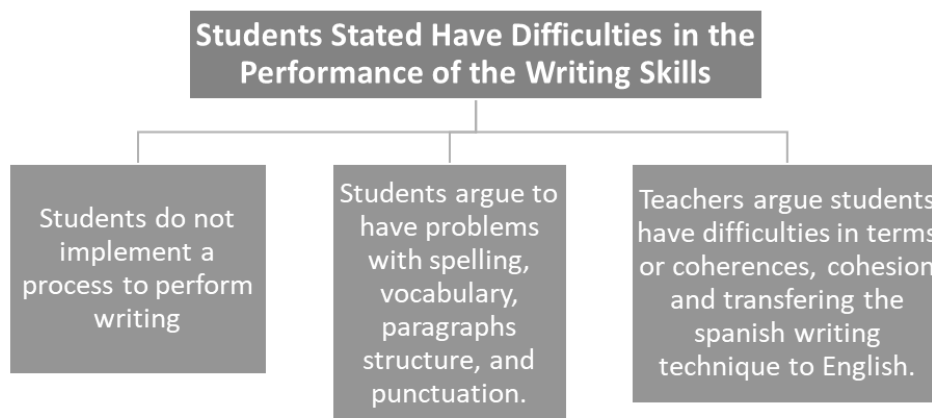 Students Stated Have Difficulties in the
Performance of the Writing Skills
Students do not
implement a
process to perform
writing
Students argue to
have problems
with spelling,
vocabulary,
paragraphs
structure, and
punctuation.
Teachers argue students
have difficulties in terms
or coherences, cohesion
and transfering the
spanish writing
technique to English.